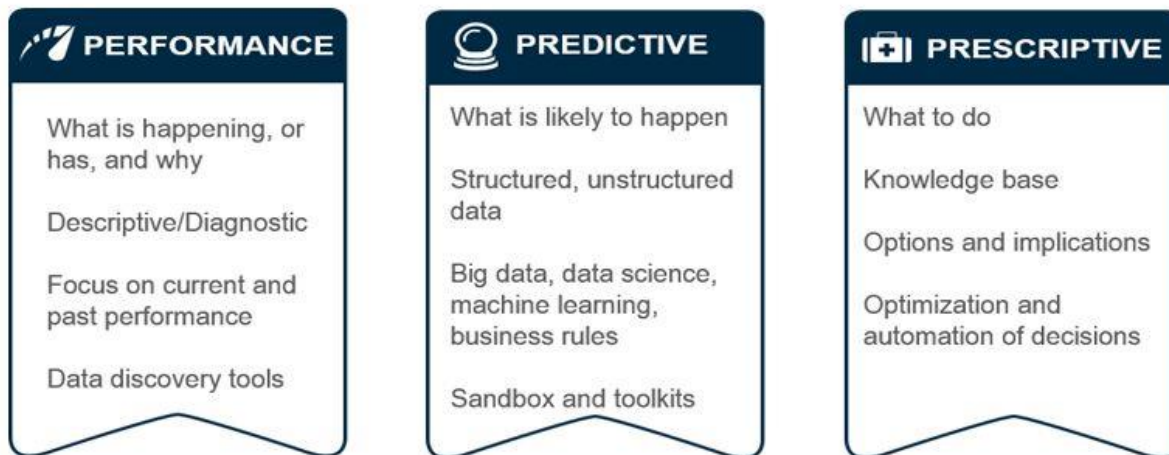 PERFORMANCE
What is happening, or
has, and why
Descriptive/Diagnostic
Focus on current and
past performance
Data discovery tools
PREDICTIVE
What is likely to happen
Structured, unstructured
data
Big data, data science,
machine learning,
business rules
Sandbox and toolkits
PRESCRIPTIVE
What to do
Knowledge base
Options and implications
Optimization and
automation of decisions